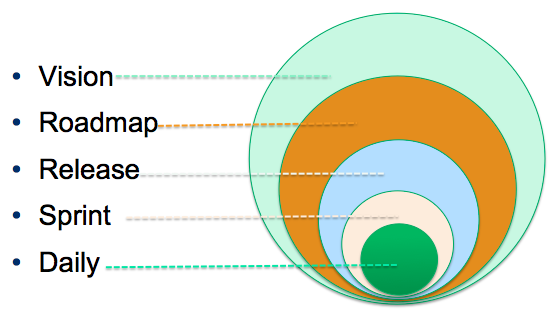 • Vision
• Roadmap
• Release
• Sprint
• Daily